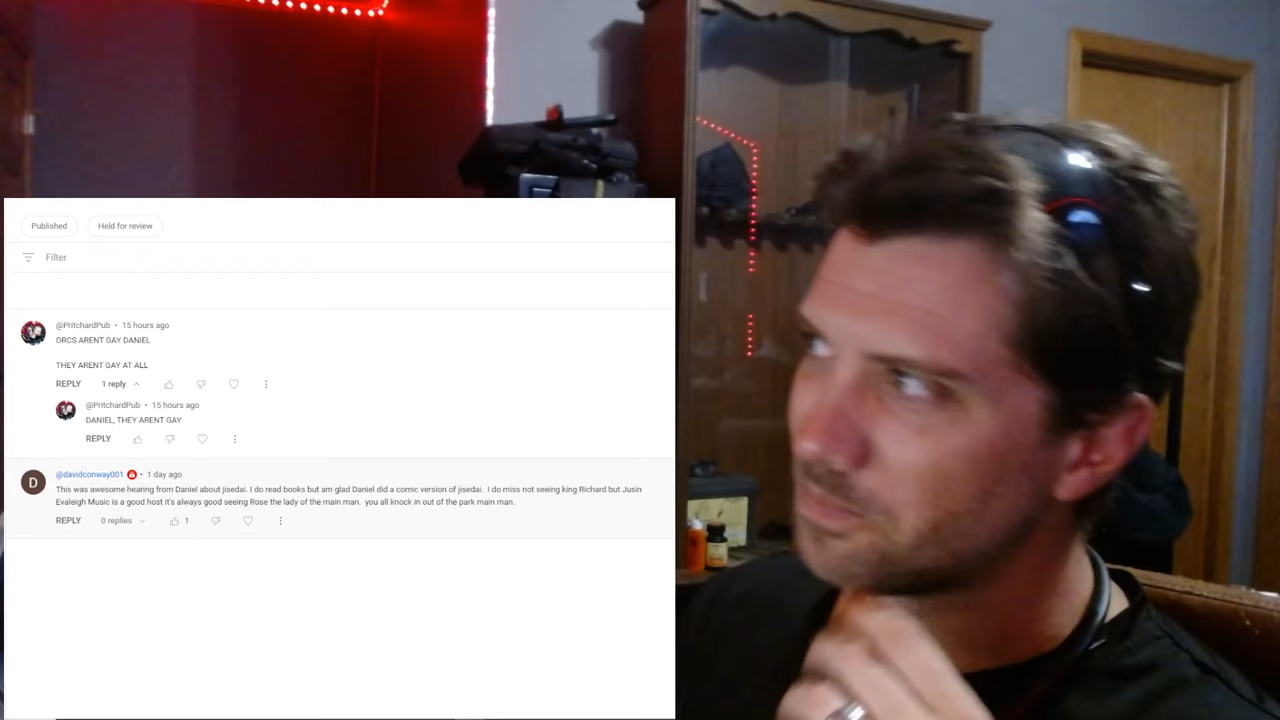 Published
Held for review
Filter
@PritchardPub • 15 hours ago
ORCS ARENT GAY DANIEL
THEY ARENT GAY AT ALL
REPLY 1 reply
@PritchardPub • 15 hours ago
DANIEL, THEY ARENT GAY
REPLY
D
@davidconway001 • 1 day ago
This was awesome hearing from Daniel about jisedai. I do read books but am glad Daniel did a comic version of jisedai. I do miss not seeing king Richard but Jusin
Evaleigh Music is a good host it's always good seeing Rose the lady of the main man. you all knock in out of the park main man.
REPLY 0 replies 1